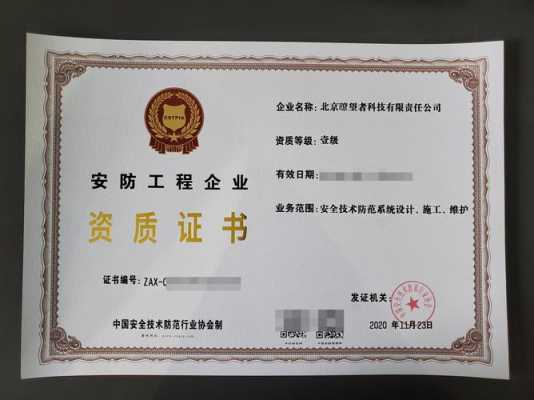 安防工程企业
资质证书
证书编号：ZAX-
中国安全技术防范行业协会制
企业名称：北京瞭望者科技有限责任公司
资质等级：壹级
有效日期：
业务范围：安全技术防范系统设计、施工、维护
发证机关：
2020 年11月23日